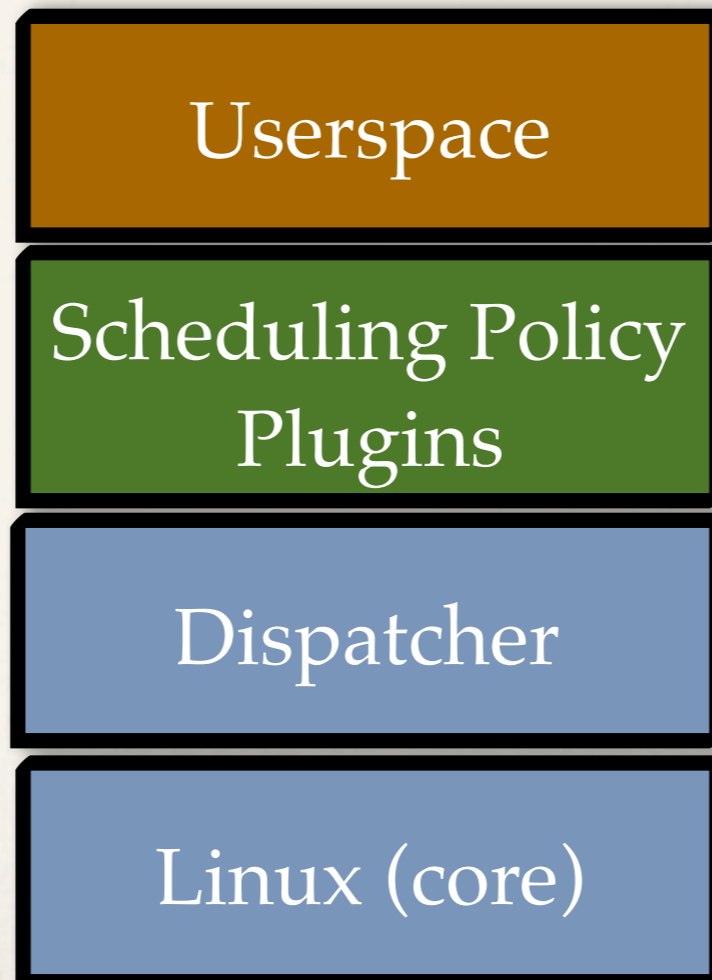 Userspace
Scheduling Policy
Plugins
Dispatcher
Linux (core)